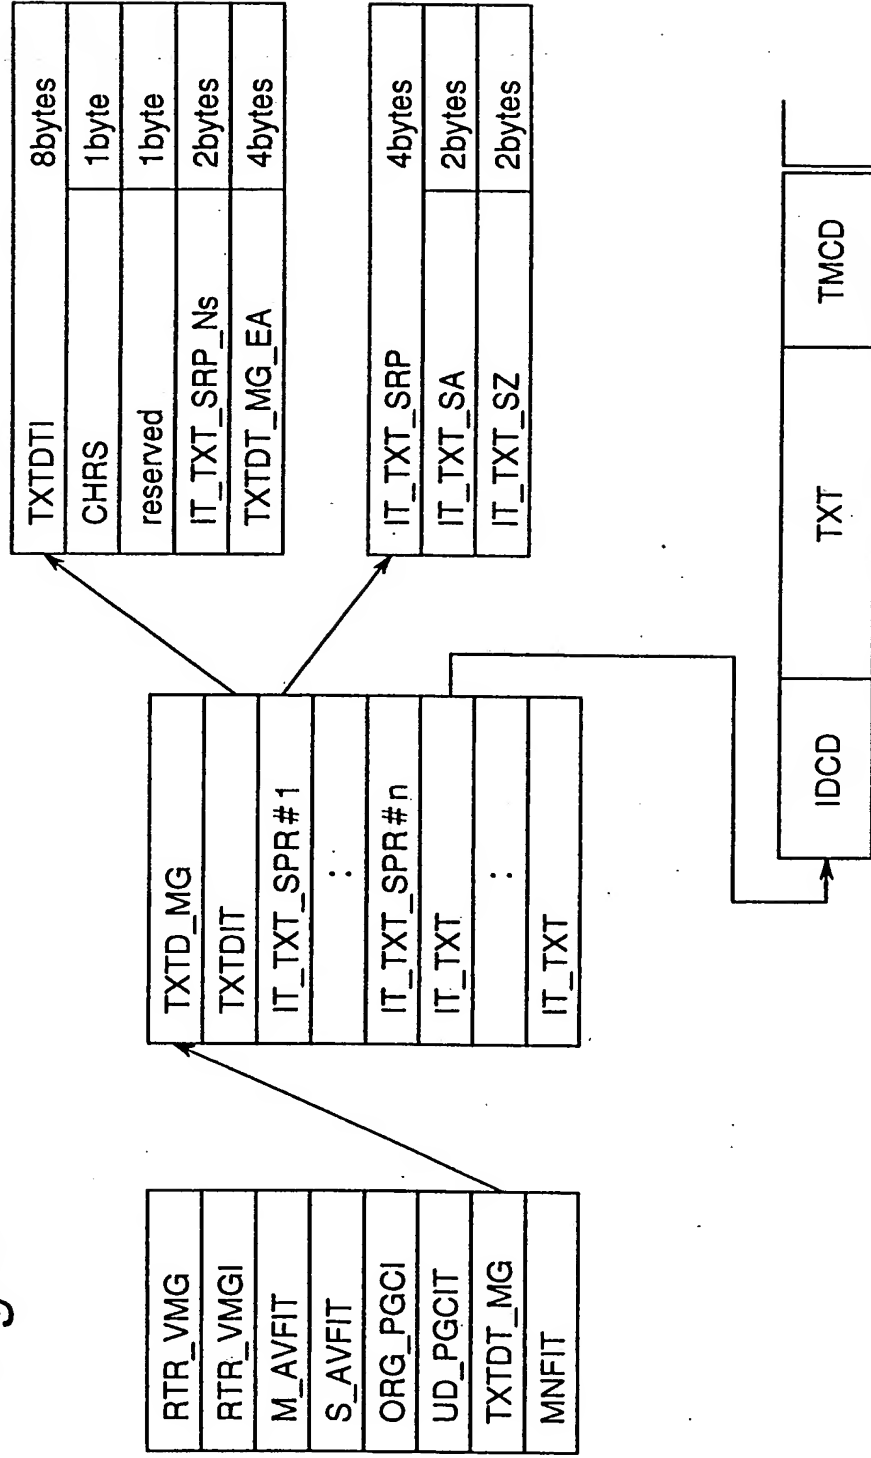 RTR_VMG
RTR_VMGI
M_AVFIT
S_AVFIT
ORG_PGCI
UD_PGCIT
TXTDT_MG
MNFIT
TXTD_MG
TXTDIT
IT_TXT_SPR#1
:
IT_TXT_SPR#n
IT_TXT
:
IT_TXT
TXTDTI 8bytes
CHRS 1byte
reserved 1byte
IT_TXT_SRP_Ns 2bytes
TXTDT_MG_EA 4bytes
IT_TXT_SRP 4bytes
IT_TXT_SA 2bytes
IT_TXT_SZ 2bytes
IDCD TXT TMCD